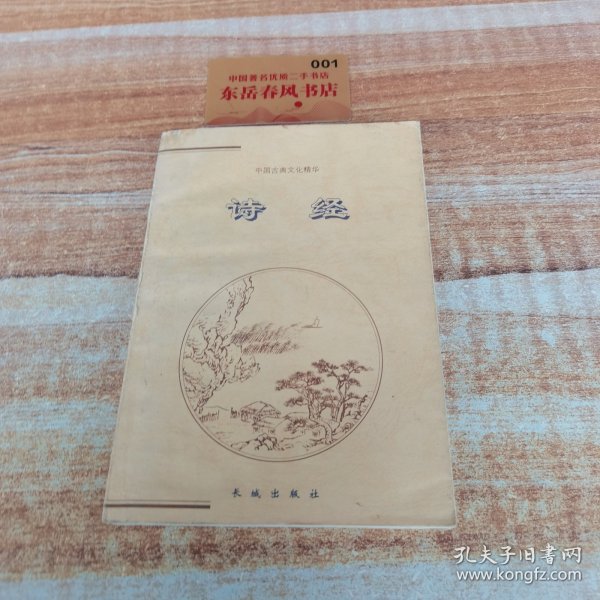 001
中国著名优质二手书店
东岳春风书店
中国古典文化精华
诗经
长城出版社
孔夫子旧书网
www.kongfz.com